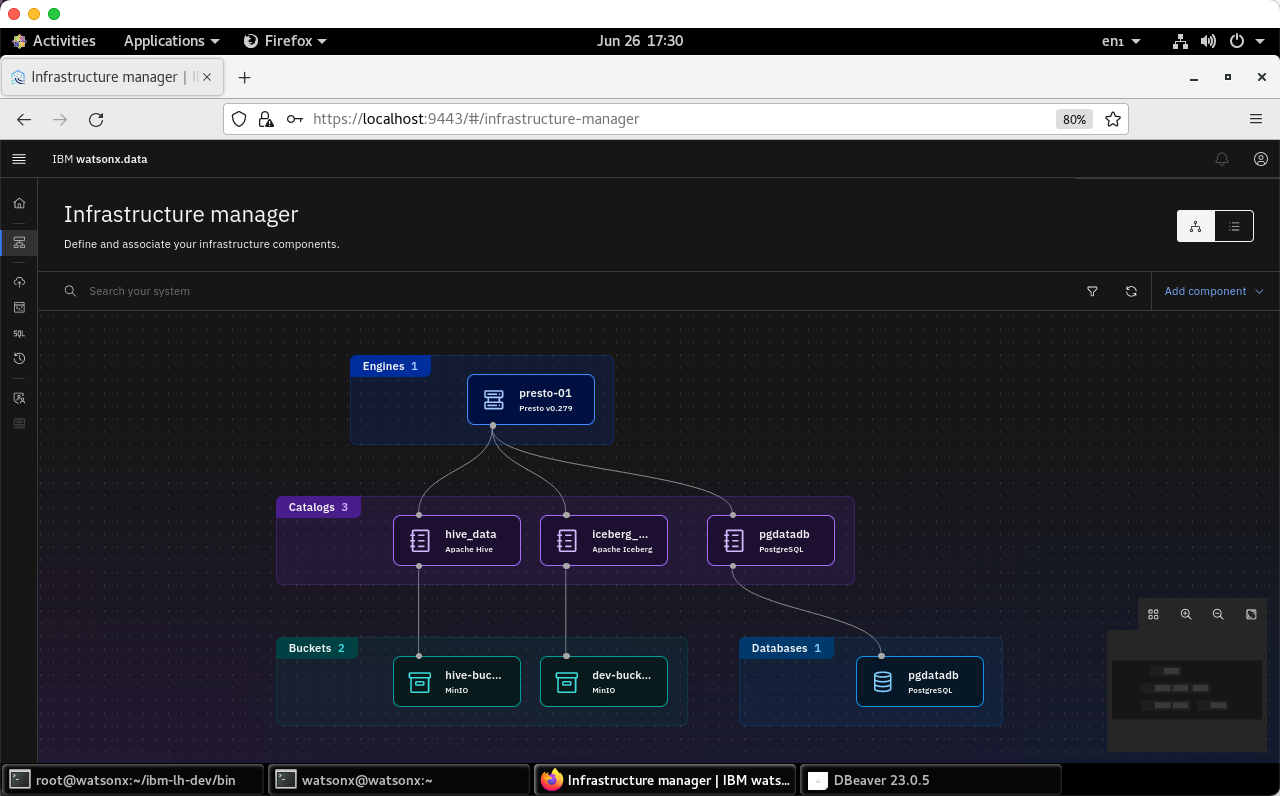 Activities Applications Firefox Jun 26 17:30 en₁
Infrastructure manager |
https://localhost:9443/#/infrastructure-manager 80%
IBM watsonx.data
Infrastructure manager
Define and associate your infrastructure components.
Search your system Add component
SQL
Engines 1
presto-01
Presto v0.279
Catalogs 3
hive_data
Apache Hive
iceberg_...
Apache Iceberg
pgdatadb
PostgreSQL
Buckets 2
hive-buc...
MinIO
dev-buck...
MinIO
Databases 1
pgdatadb
PostgreSQL
root@watsonx:~/ibm-lh-dev/bin watsonx@watsonx:~ Infrastructure manager | IBM wats... DBeaver 23.0.5